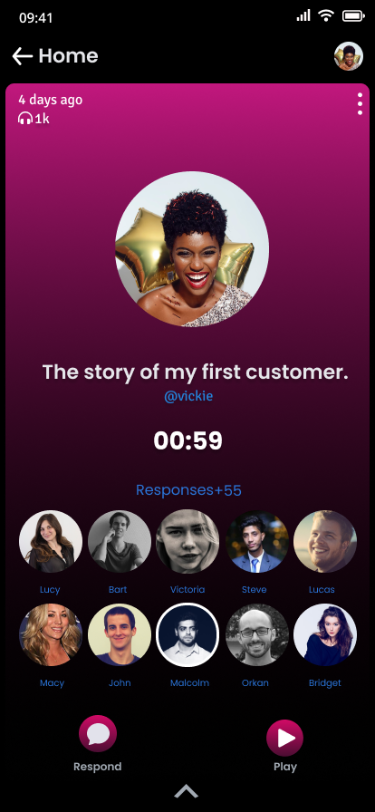 09:41
Home
4 days ago
1k
The story of my first customer.
@vickie
00:59
Responses+55
Lucy Bart Victoria Steve Lucas
Macy John Malcolm Orkan Bridget
Respond Play